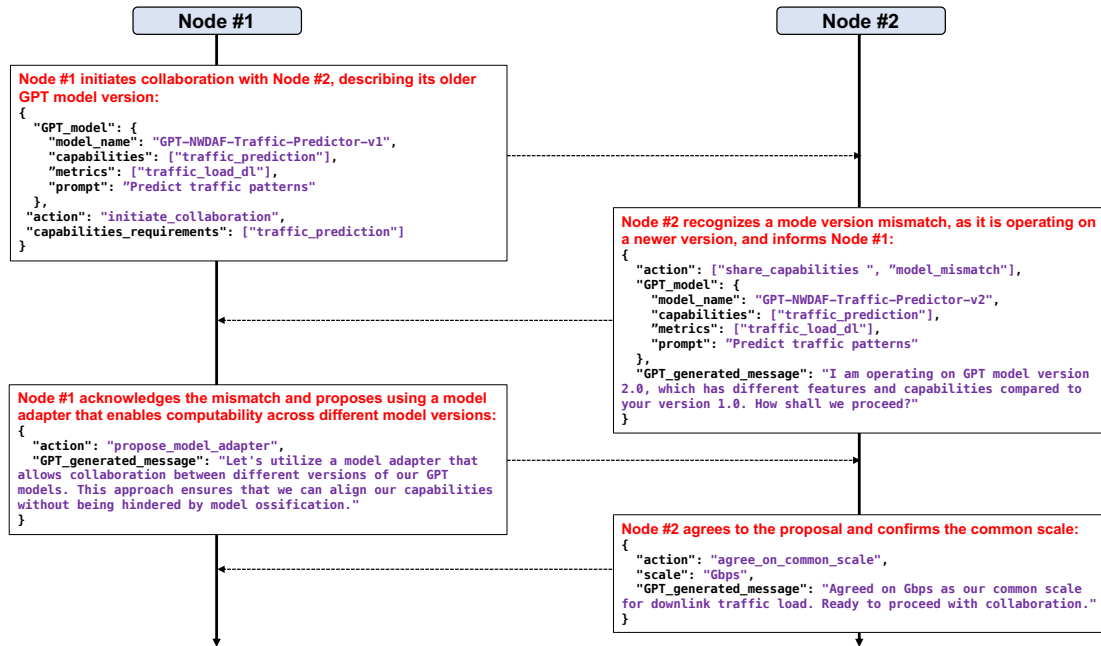 Node #1
Node #2
Node #1 initiates collaboration with Node #2, describing its older
GPT model version:
{
"GPT_model": {
"model_name": "GPT-NWDAF-Traffic-Predictor-v1",
"capabilities": ["traffic_prediction"],
”metrics": ["traffic_load_dl"],
"prompt": ”Predict traffic patterns"
},
"action": "initiate_collaboration",
"capabilities_requirements": ["traffic_prediction"]
}
Node #2 recognizes a mode version mismatch, as it is operating on
a newer version, and informs Node #1:
{
"action": ["share_capabilities ", ”model_mismatch"],
"GPT_model": {
"model_name": "GPT-NWDAF-Traffic-Predictor-v2",
"capabilities": ["traffic_prediction"],
”metrics": ["traffic_load_dl"],
"prompt": ”Predict traffic patterns"
},
"GPT_generated_message": "I am operating on GPT model version
2.0, which has different features and capabilities compared to
your version 1.0. How shall we proceed?"
}
Node #1 acknowledges the mismatch and proposes using a model
adapter that enables computability across different model versions:
{
"action": "propose_model_adapter",
"GPT_generated_message": "Let's utilize a model adapter that
allows collaboration between different versions of our GPT
models. This approach ensures that we can align our capabilities
without being hindered by model ossification."
}
Node #2 agrees to the proposal and confirms the common scale:
{
"action": "agree_on_common_scale",
"scale": "Gbps",
"GPT_generated_message": "Agreed on Gbps as our common scale
for downlink traffic load. Ready to proceed with collaboration."
}